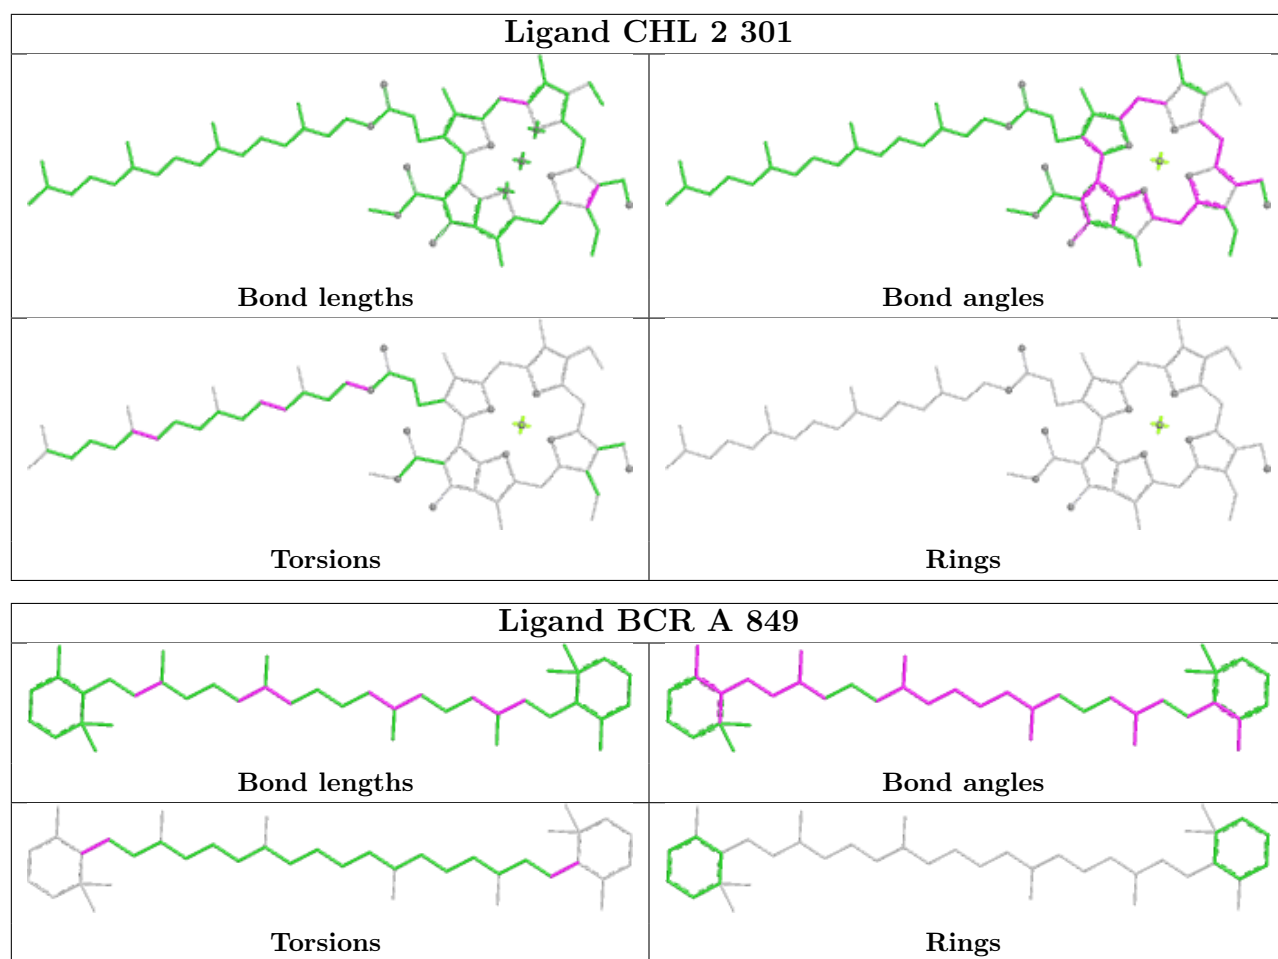 Ligand CHL 2 301
Bond lengths
Bond angles
Torsions
Rings
Ligand BCR A 849
Bond lengths
Bond angles
Torsions
Rings